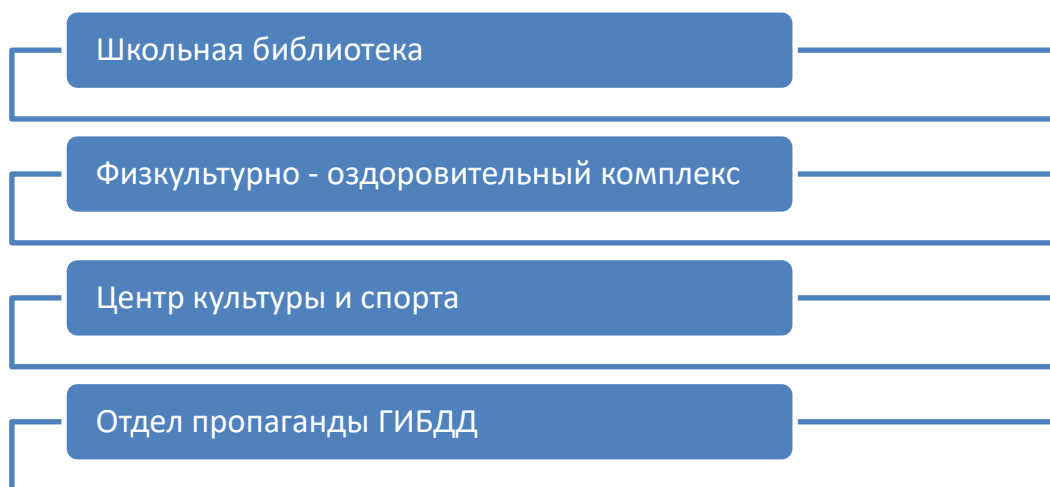 Школьная библиотека
Физкультурно - оздоровительный комплекс
Центр культуры и спорта
Отдел пропаганды ГИБДД